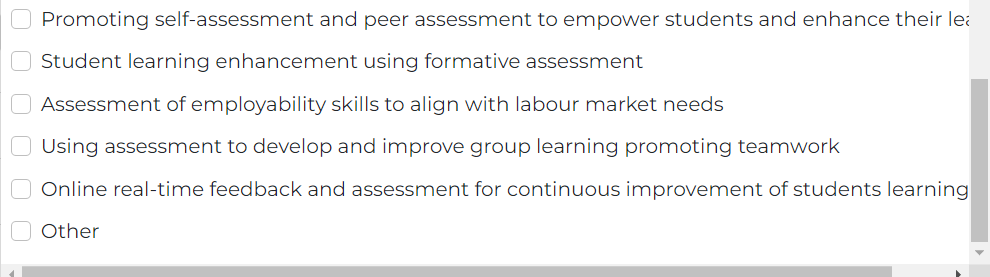 Promoting self-assessment and peer assessment to empower students and enhance their
Student learning enhancement using formative assessment
Assessment of employability skills to align with labour market needs
Using assessment to develop and improve group learning promoting teamwork
Online real-time feedback and assessment for continuous improvement of students learning
Other